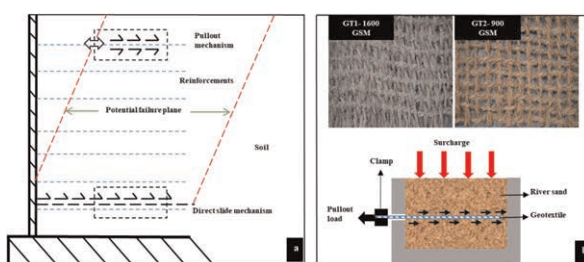 Pullout
mechanism
Reinforcements
Potential failure plane
Soil
Direct slide mechanism
a
GT1- 1600
GSM
GT2- 900
GSM
Surcharge
Clamp
River sand
Pullout
load
Geotextile